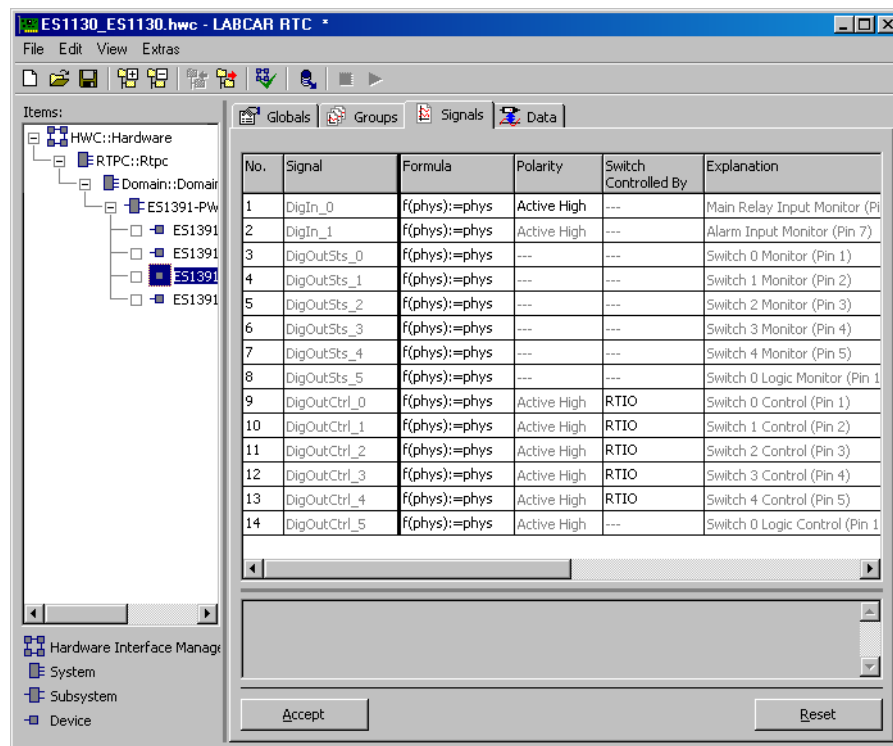 ES1130_ES1130.hwc - LABCAR RTC *
File Edit View Extras
Items:
HWC::Hardware
RTPC::Rtpc
Domain::Domair
ES1391-PW
ES1391
ES1391
ES1391
ES1391
Globals Groups Signals Data
No. Signal Formula Polarity Switch Controlled By Explanation
1 DigIn_0 f(phys):=phys Active High --- Main Relay Input Monitor (Pi
2 DigIn_1 f(phys):=phys Active High --- Alarm Input Monitor (Pin 7)
3 DigOutSts_0 f(phys):=phys --- --- Switch 0 Monitor (Pin 1)
4 DigOutSts_1 f(phys):=phys --- --- Switch 1 Monitor (Pin 2)
5 DigOutSts_2 f(phys):=phys --- --- Switch 2 Monitor (Pin 3)
6 DigOutSts_3 f(phys):=phys --- --- Switch 3 Monitor (Pin 4)
7 DigOutSts_4 f(phys):=phys --- --- Switch 4 Monitor (Pin 5)
8 DigOutSts_5 f(phys):=phys --- --- Switch 0 Logic Monitor (Pin 1
9 DigOutCtrl_0 f(phys):=phys Active High RTIO Switch 0 Control (Pin 1)
10 DigOutCtrl_1 f(phys):=phys Active High RTIO Switch 1 Control (Pin 2)
11 DigOutCtrl_2 f(phys):=phys Active High RTIO Switch 2 Control (Pin 3)
12 DigOutCtrl_3 f(phys):=phys Active High RTIO Switch 3 Control (Pin 4)
13 DigOutCtrl_4 f(phys):=phys Active High RTIO Switch 4 Control (Pin 5)
14 DigOutCtrl_5 f(phys):=phys Active High --- Switch 0 Logic Control (Pin 1
Hardware Interface Manage
System
Subsystem
Device
Accept
Reset